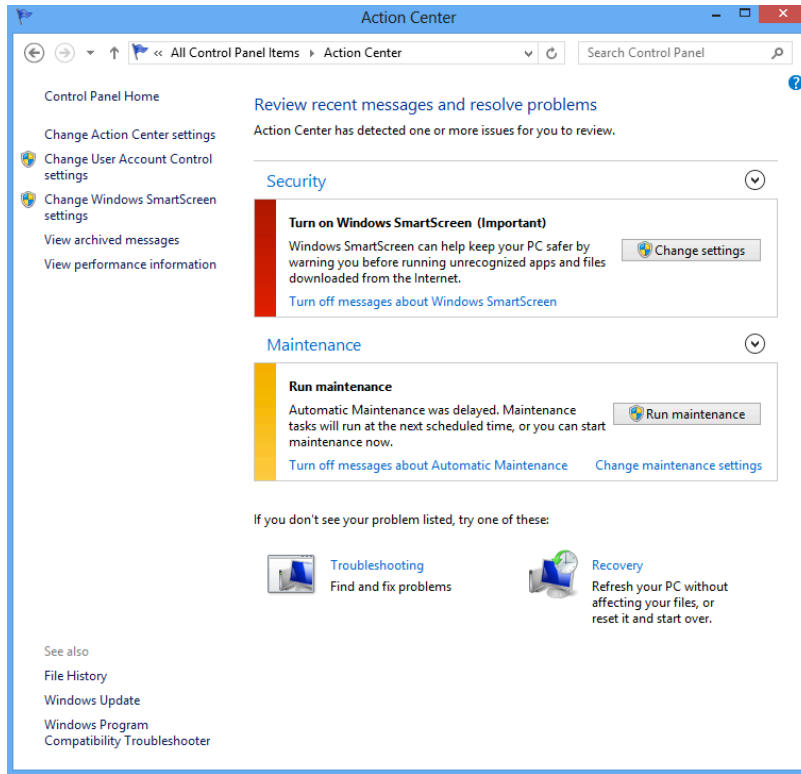 Action Center
« All Control Panel Items Action Center
Search Control Panel
Control Panel Home
Change Action Center settings
Change User Account Control
settings
Change Windows SmartScreen
settings
View archived messages
View performance information
Review recent messages and resolve problems
Action Center has detected one or more issues for you to review.
Security
Turn on Windows SmartScreen (Important)
Windows SmartScreen can help keep your PC safer by
warning you before running unrecognized apps and files
downloaded from the Internet.
Change settings
Turn off messages about Windows SmartScreen
Maintenance
Run maintenance
Automatic Maintenance was delayed. Maintenance
tasks will run at the next scheduled time, or you can start
maintenance now.
Run maintenance
Turn off messages about Automatic Maintenance
Change maintenance settings
If you don't see your problem listed, try one of these:
Troubleshooting
Find and fix problems
Recovery
Refresh your PC without
affecting your files, or
reset it and start over.
See also
File History
Windows Update
Windows Program
Compatibility Troubleshooter